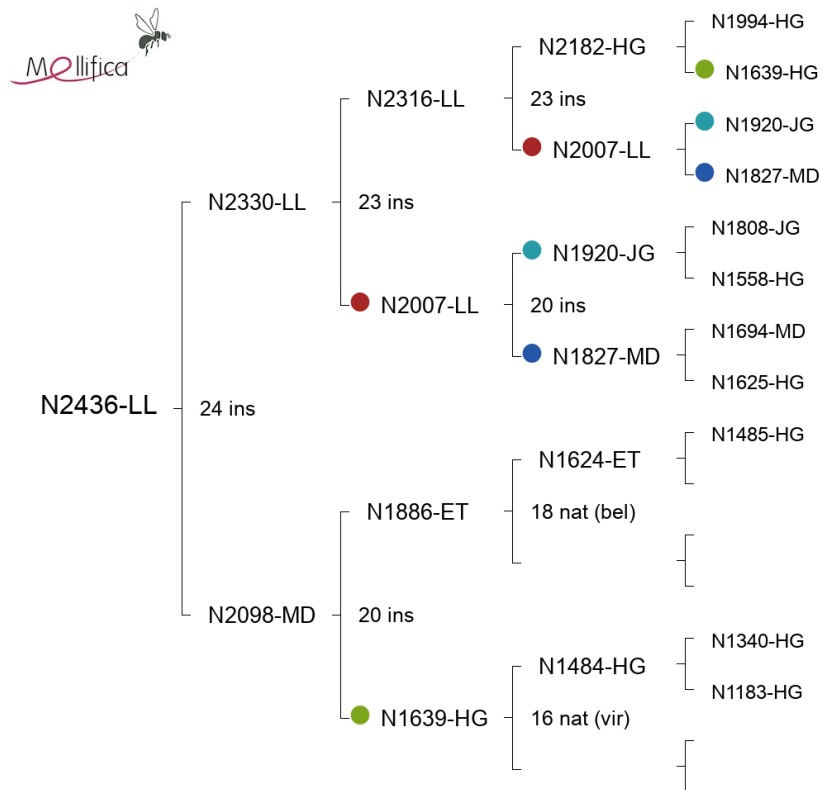 Mellifica
N1994-HG
N2182-HG
N1639-HG
N2316-LL
23 ins
N1920-JG
N2007-LL
N1827-MD
N2330-LL
23 ins
N1808-JG
N1920-JG
N1558-HG
N2007-LL
20 ins
N1694-MD
N1827-MD
N1625-HG
N2436-LL
24 ins
N1485-HG
N1624-ET
N1886-ET
18 nat (bel)
N2098-MD
20 ins
N1340-HG
N1484-HG
N1183-HG
N1639-HG
16 nat (vir)